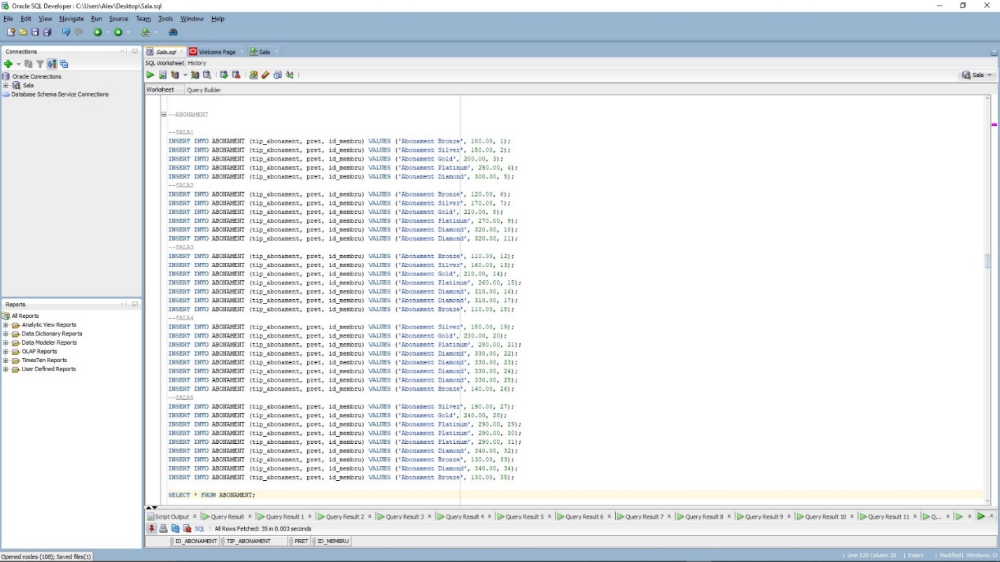 Oracle SQL Developer : C:\Users\Alex\Desktop\Sala.sql
File Edit View Navigate Run Source Team Tools Window Help
Connections
Oracle Connections
Sala
Database Schema Service Connections
Reports
All Reports
Analytic View Reports
Data Dictionary Reports
Data Modeler Reports
OLAP Reports
TimesTen Reports
User Defined Reports
Sala.sql Welcome Page Sala
SQL Worksheet History
Sala
Worksheet Query Builder
--ABONAMENT
--SALA1
INSERT INTO ABONAMENT (tip_abonament, pret, id_membru) VALUES ('Abonament Bronze', 100.00, 1);
INSERT INTO ABONAMENT (tip_abonament, pret, id_membru) VALUES ('Abonament Silver', 150.00, 2);
INSERT INTO ABONAMENT (tip_abonament, pret, id_membru) VALUES ('Abonament Gold', 200.00, 3);
INSERT INTO ABONAMENT (tip_abonament, pret, id_membru) VALUES ('Abonament Platinum', 250.00, 4);
INSERT INTO ABONAMENT (tip_abonament, pret, id_membru) VALUES ('Abonament Diamond', 300.00, 5);
--SALA2
INSERT INTO ABONAMENT (tip_abonament, pret, id_membru) VALUES ('Abonament Bronze', 120.00, 6);
INSERT INTO ABONAMENT (tip_abonament, pret, id_membru) VALUES ('Abonament Silver', 170.00, 7);
INSERT INTO ABONAMENT (tip_abonament, pret, id_membru) VALUES ('Abonament Gold', 220.00, 8);
INSERT INTO ABONAMENT (tip_abonament, pret, id_membru) VALUES ('Abonament Platinum', 270.00, 9);
INSERT INTO ABONAMENT (tip_abonament, pret, id_membru) VALUES ('Abonament Diamond', 320.00, 10);
INSERT INTO ABONAMENT (tip_abonament, pret, id_membru) VALUES ('Abonament Diamond', 320.00, 11);
--SALA3
INSERT INTO ABONAMENT (tip_abonament, pret, id_membru) VALUES ('Abonament Bronze', 110.00, 12);
INSERT INTO ABONAMENT (tip_abonament, pret, id_membru) VALUES ('Abonament Silver', 160.00, 13);
INSERT INTO ABONAMENT (tip_abonament, pret, id_membru) VALUES ('Abonament Gold', 210.00, 14);
INSERT INTO ABONAMENT (tip_abonament, pret, id_membru) VALUES ('Abonament Platinum', 260.00, 15);
INSERT INTO ABONAMENT (tip_abonament, pret, id_membru) VALUES ('Abonament Diamond', 310.00, 16);
INSERT INTO ABONAMENT (tip_abonament, pret, id_membru) VALUES ('Abonament Diamond', 310.00, 17);
INSERT INTO ABONAMENT (tip_abonament, pret, id_membru) VALUES ('Abonament Bronze', 110.00, 18);
--SALA4
INSERT INTO ABONAMENT (tip_abonament, pret, id_membru) VALUES ('Abonament Silver', 180.00, 19);
INSERT INTO ABONAMENT (tip_abonament, pret, id_membru) VALUES ('Abonament Gold', 230.00, 20);
INSERT INTO ABONAMENT (tip_abonament, pret, id_membru) VALUES ('Abonament Platinum', 280.00, 21);
INSERT INTO ABONAMENT (tip_abonament, pret, id_membru) VALUES ('Abonament Diamond', 330.00, 22);
INSERT INTO ABONAMENT (tip_abonament, pret, id_membru) VALUES ('Abonament Diamond', 330.00, 23);
INSERT INTO ABONAMENT (tip_abonament, pret, id_membru) VALUES ('Abonament Diamond', 330.00, 24);
INSERT INTO ABONAMENT (tip_abonament, pret, id_membru) VALUES ('Abonament Diamond', 330.00, 25);
INSERT INTO ABONAMENT (tip_abonament, pret, id_membru) VALUES ('Abonament Bronze', 140.00, 26);
--SALA5
INSERT INTO ABONAMENT (tip_abonament, pret, id_membru) VALUES ('Abonament Silver', 190.00, 27);
INSERT INTO ABONAMENT (tip_abonament, pret, id_membru) VALUES ('Abonament Gold', 240.00, 28);
INSERT INTO ABONAMENT (tip_abonament, pret, id_membru) VALUES ('Abonament Platinum', 290.00, 29);
INSERT INTO ABONAMENT (tip_abonament, pret, id_membru) VALUES ('Abonament Platinum', 290.00, 30);
INSERT INTO ABONAMENT (tip_abonament, pret, id_membru) VALUES ('Abonament Platinum', 290.00, 31);
INSERT INTO ABONAMENT (tip_abonament, pret, id_membru) VALUES ('Abonament Diamond', 340.00, 32);
INSERT INTO ABONAMENT (tip_abonament, pret, id_membru) VALUES ('Abonament Bronze', 130.00, 33);
INSERT INTO ABONAMENT (tip_abonament, pret, id_membru) VALUES ('Abonament Diamond', 340.00, 34);
INSERT INTO ABONAMENT (tip_abonament, pret, id_membru) VALUES ('Abonament Bronze', 130.00, 35);
SELECT * FROM ABONAMENT;
Script Output x Query Result x Query Result 1 x Query Result 2 x Query Result 3 x Query Result 4 x Query Result 5 x Query Result 6 x Query Result 7 x Query Result 8 x Query Result 9 x Query Result 10 x Query Result 11 x Q... x x x
SQL | All Rows Fetched: 35 in 0.003 seconds
ID_ABONAMENT TIP_ABONAMENT PRET ID_MEMBRU
Opened nodes (108); Saved files(1) | Line 529 Column 25 | Insert | Modified | Windows: Cl